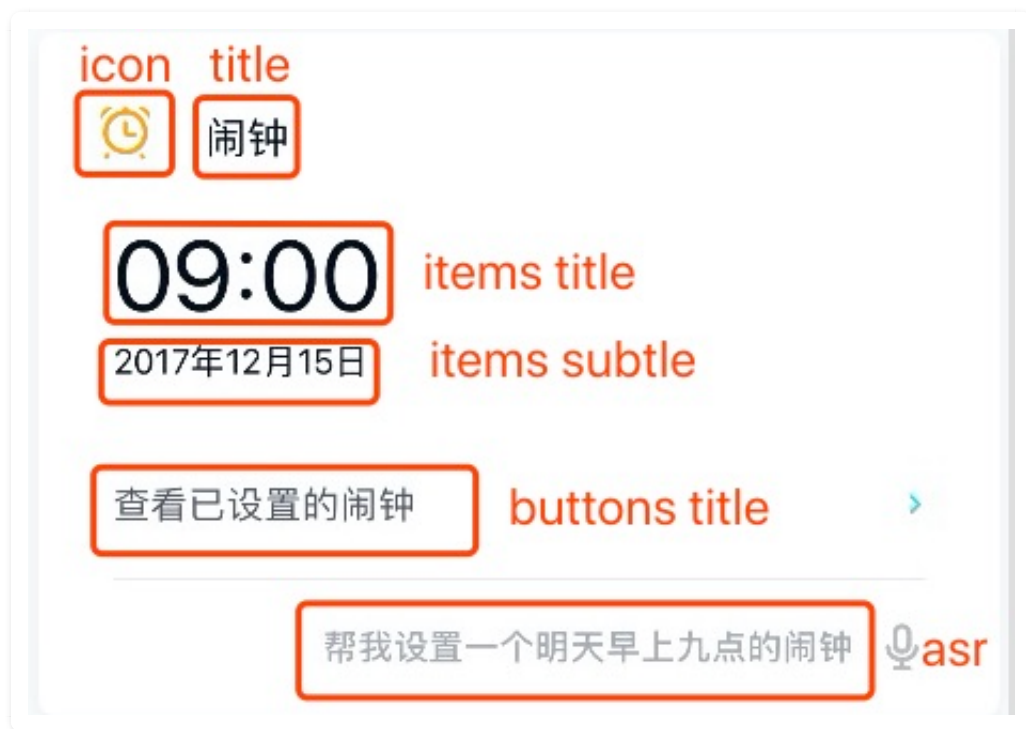 icon title
闹钟
09:00 items title
2017年12月15日 items subtle
查看已设置的闹钟 buttons title
帮我设置一个明天早上九点的闹钟 asr